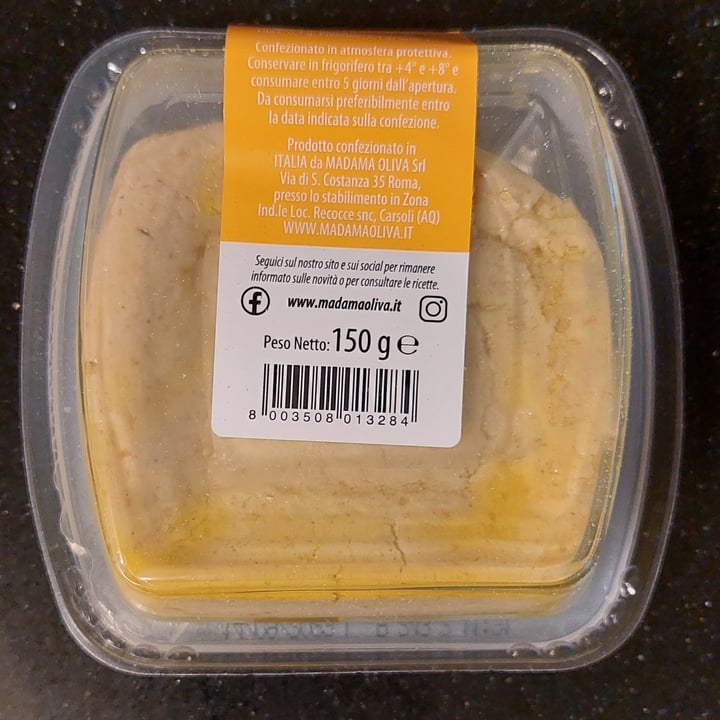 Confezionato in atmosfera protettiva.
Conservare in frigorifero tra +4° e +8° e
consumare entro 5 giorni dall'apertura.
Da consumarsi preferibilmente entro
la data indicata sulla confezione.
Prodotto confezionato in
ITALIA da MADAMA OLIVA Srl
Via di S. Costanza 35 Roma,
presso lo stabilimento in Zona
Ind.le Loc. Recocce snc, Carsoli (AQ)
WWW.MADAMAOLIVA.IT
Seguici sul nostro sito e sui social per rimanere
informato sulle novità o per consultare le ricette.
www.madamaoliva.it
Peso Netto: 150 g ℮
8 003508 013284